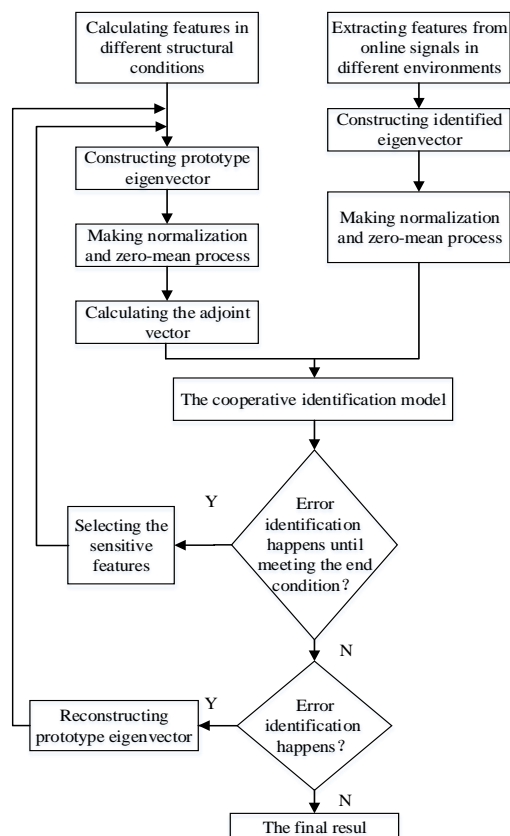 Calculating features in
different structural
conditions
Extracting features from
online signals in
different environments
Constructing prototype
eigenvector
Constructing identified
eigenvector
Making normalization
and zero-mean process
Making normalization
and zero-mean process
Calculating the adjoint
vector
The cooperative identification model
Error
identification
happens until
meeting the end
condition?
Y
Selecting the
sensitive
features
N
Error
identification
happens?
Y
Reconstructing
prototype eigenvector
N
The final resul